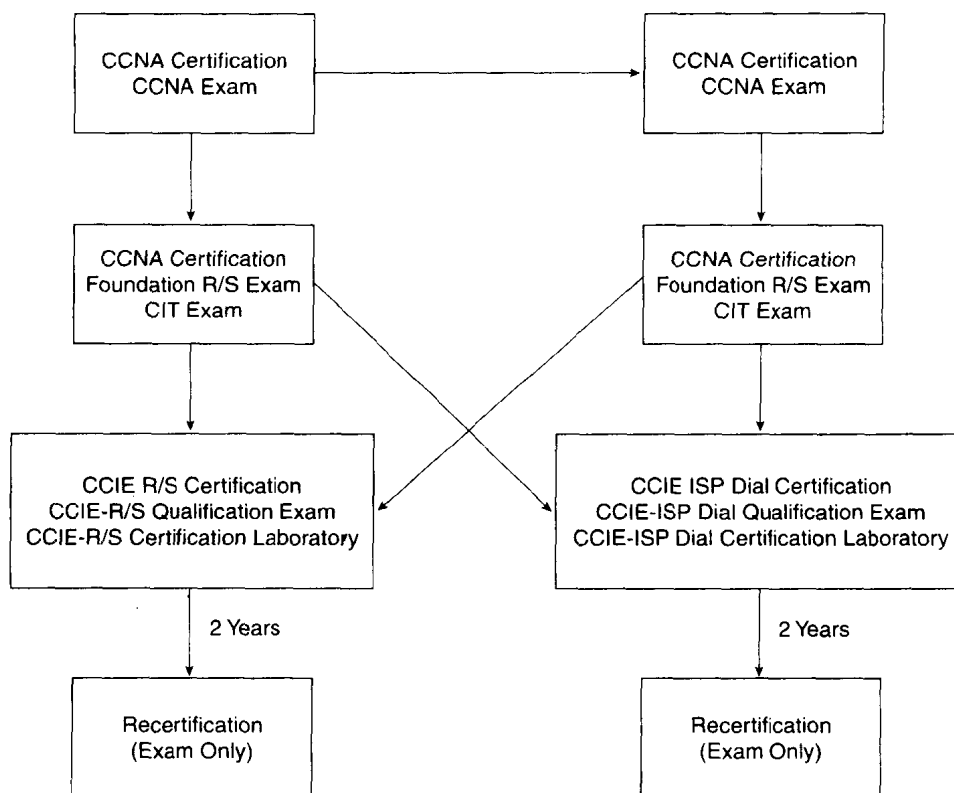 CCNA Certification
CCNA Exam
CCNA Certification
CCNA Exam
CCNA Certification
Foundation R/S Exam
CIT Exam
CCNA Certification
Foundation R/S Exam
CIT Exam
CCIE R/S Certification
CCIE-R/S Qualification Exam
CCIE-R/S Certification Laboratory
CCIE ISP Dial Certification
CCIE-ISP Dial Qualification Exam
CCIE-ISP Dial Certification Laboratory
2 Years
2 Years
Recertification
(Exam Only)
Recertification
(Exam Only)